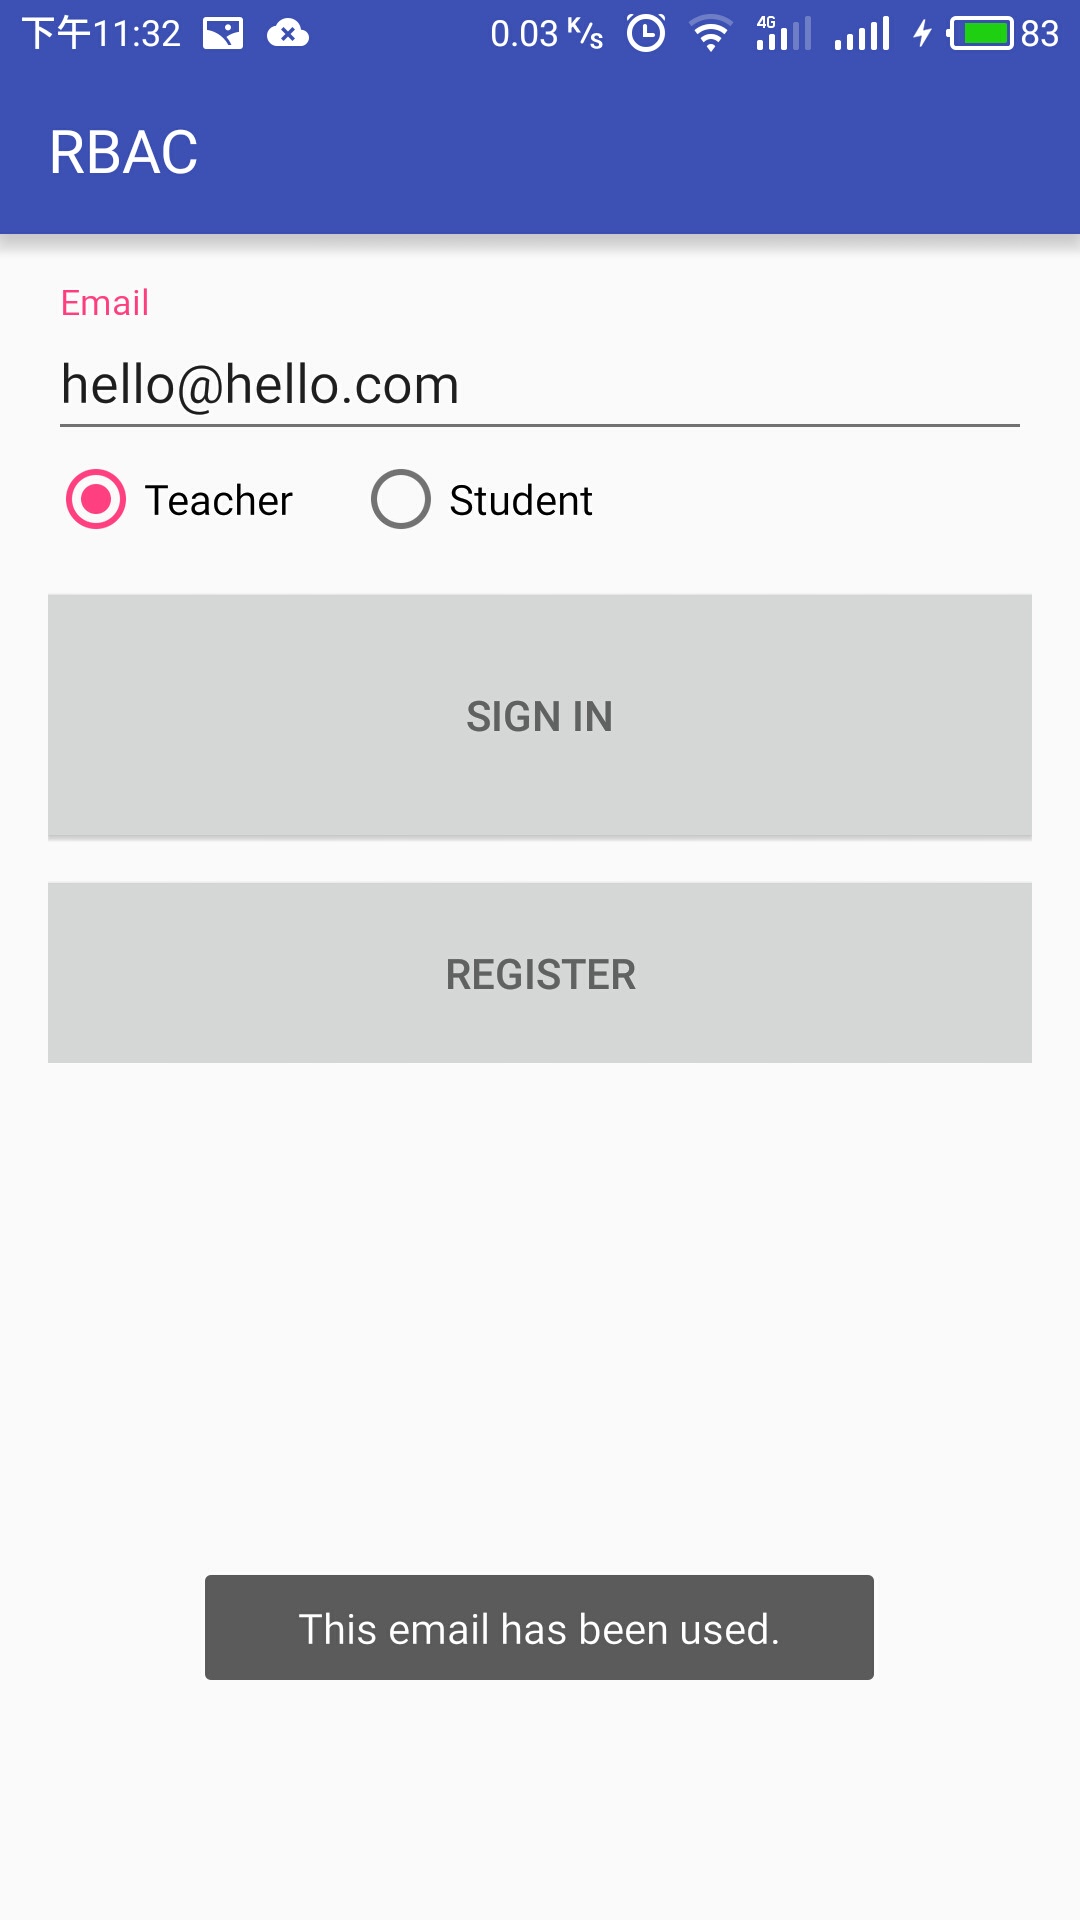 下午11:32 0.03 K/s 4G 83
RBAC
Email
hello@hello.com
Teacher Student
SIGN IN
REGISTER
This email has been used.